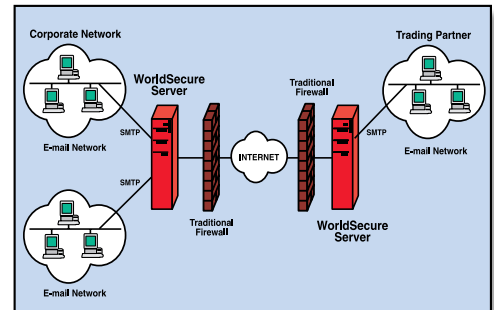 Corporate Network
WorldSecure
Server
SMTP
E-mail Network
SMTP
E-mail Network
Traditional
Firewall
INTERNET
Traditional
Firewall
WorldSecure
Server
SMTP
Trading Partner
E-mail Network